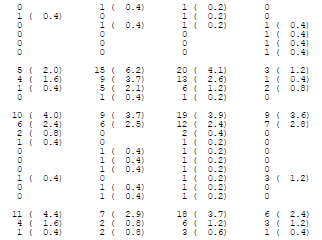 0 1 ( 0.4) 1 ( 0.2) 0
1 ( 0.4) 0 1 ( 0.2) 0
0 1 ( 0.4) 1 ( 0.2) 1 ( 0.4)
0 0 0 1 ( 0.4)
0 0 0 1 ( 0.4)
0 0 0 1 ( 0.4)
5 ( 2.0) 15 ( 6.2) 20 ( 4.1) 3 ( 1.2)
4 ( 1.6) 9 ( 3.7) 13 ( 2.6) 1 ( 0.4)
1 ( 0.4) 5 ( 2.1) 6 ( 1.2) 2 ( 0.8)
0 1 ( 0.4) 1 ( 0.2) 0
10 ( 4.0) 9 ( 3.7) 19 ( 3.9) 9 ( 3.6)
6 ( 2.4) 6 ( 2.5) 12 ( 2.4) 7 ( 2.8)
2 ( 0.8) 0 2 ( 0.4) 0
1 ( 0.4) 0 1 ( 0.2) 0
0 1 ( 0.4) 1 ( 0.2) 0
0 1 ( 0.4) 1 ( 0.2) 0
0 1 ( 0.4) 1 ( 0.2) 0
1 ( 0.4) 0 1 ( 0.2) 3 ( 1.2)
0 1 ( 0.4) 1 ( 0.2) 0
0 1 ( 0.4) 1 ( 0.2) 0
11 ( 4.4) 7 ( 2.9) 18 ( 3.7) 6 ( 2.4)
4 ( 1.6) 2 ( 0.8) 6 ( 1.2) 3 ( 1.2)
1 ( 0.4) 2 ( 0.8) 3 ( 0.6) 1 ( 0.4)